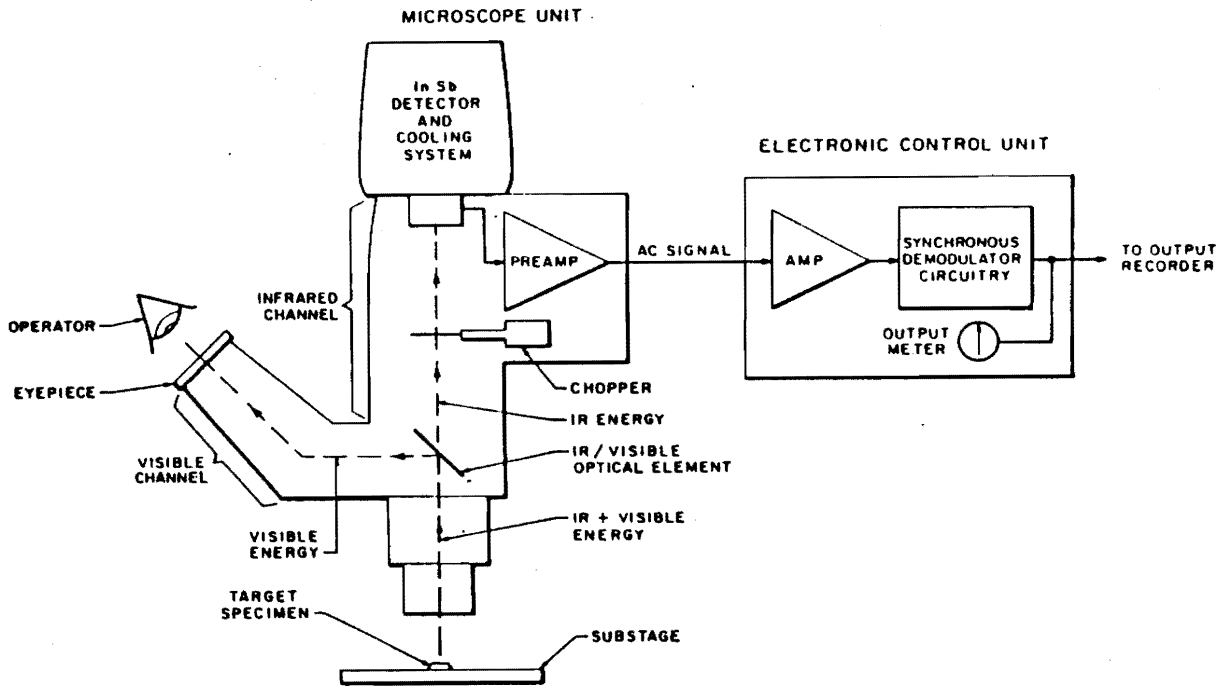 MICROSCOPE UNIT
In Sb
DETECTOR
AND
COOLING
SYSTEM
ELECTRONIC CONTROL UNIT
PREAMP
AC SIGNAL
AMP
SYNCHRONOUS
DEMODULATOR
CIRCUITRY
TO OUTPUT
RECORDER
INFRARED
CHANNEL
OPERATOR
OUTPUT
METER
EYEPIECE
CHOPPER
IR ENERGY
IR / VISIBLE
OPTICAL ELEMENT
VISIBLE
CHANNEL
VISIBLE
ENERGY
IR + VISIBLE
ENERGY
TARGET
SPECIMEN
SUBSTAGE